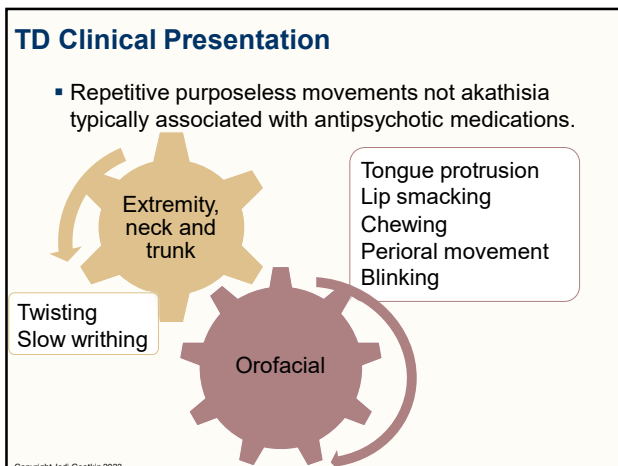 TD Clinical Presentation
▪ Repetitive purposeless movements not akathisia
typically associated with antipsychotic medications.
Extremity,
neck and
trunk
Tongue protrusion
Lip smacking
Chewing
Perioral movement
Blinking
Twisting
Slow writhing
Orofacial